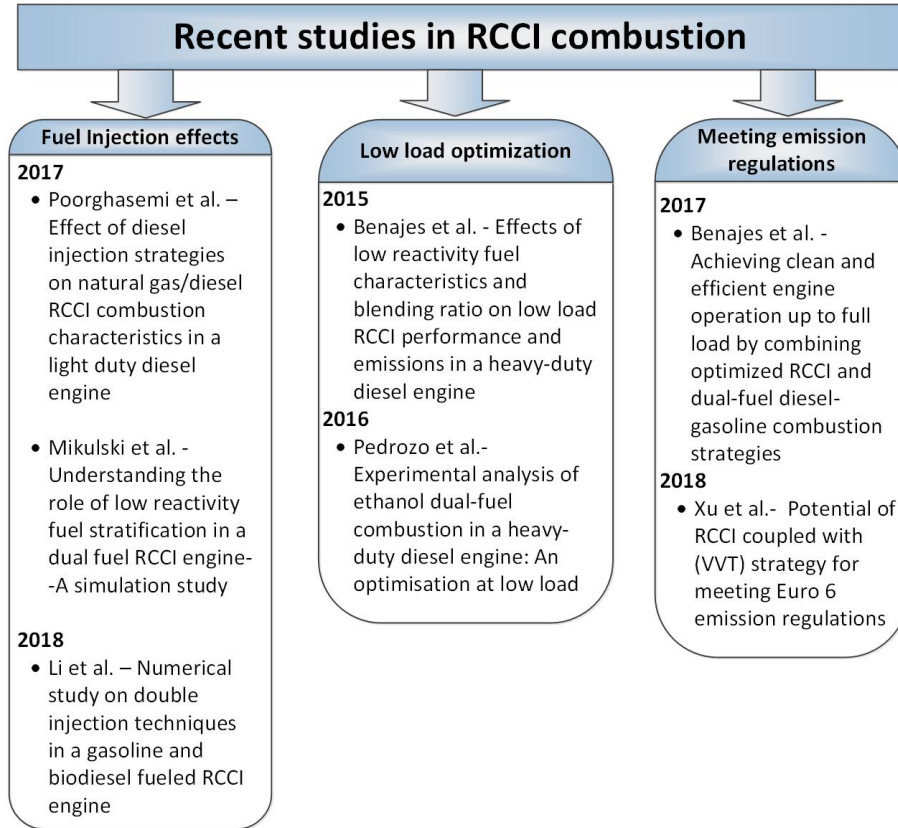 Recent studies in RCCI combustion
Fuel Injection effects
2017
• Poorghasemi et al. –
Effect of diesel
injection strategies
on natural gas/diesel
RCCI combustion
characteristics in a
light duty diesel
engine
• Mikulski et al. -
Understanding the
role of low reactivity
fuel stratification in a
dual fuel RCCI engine-
-A simulation study
2018
• Li et al. – Numerical
study on double
injection techniques
in a gasoline and
biodiesel fueled RCCI
engine
Low load optimization
2015
• Benajes et al. - Effects of
low reactivity fuel
characteristics and
blending ratio on low load
RCCI performance and
emissions in a heavy-duty
diesel engine
2016
• Pedrozo et al.-
Experimental analysis of
ethanol dual-fuel
combustion in a heavy-
duty diesel engine: An
optimisation at low load
Meeting emission
regulations
2017
• Benajes et al. -
Achieving clean and
efficient engine
operation up to full
load by combining
optimized RCCI and
dual-fuel diesel-
gasoline combustion
strategies
2018
• Xu et al.- Potential of
RCCI coupled with
(VVT) strategy for
meeting Euro 6
emission regulations